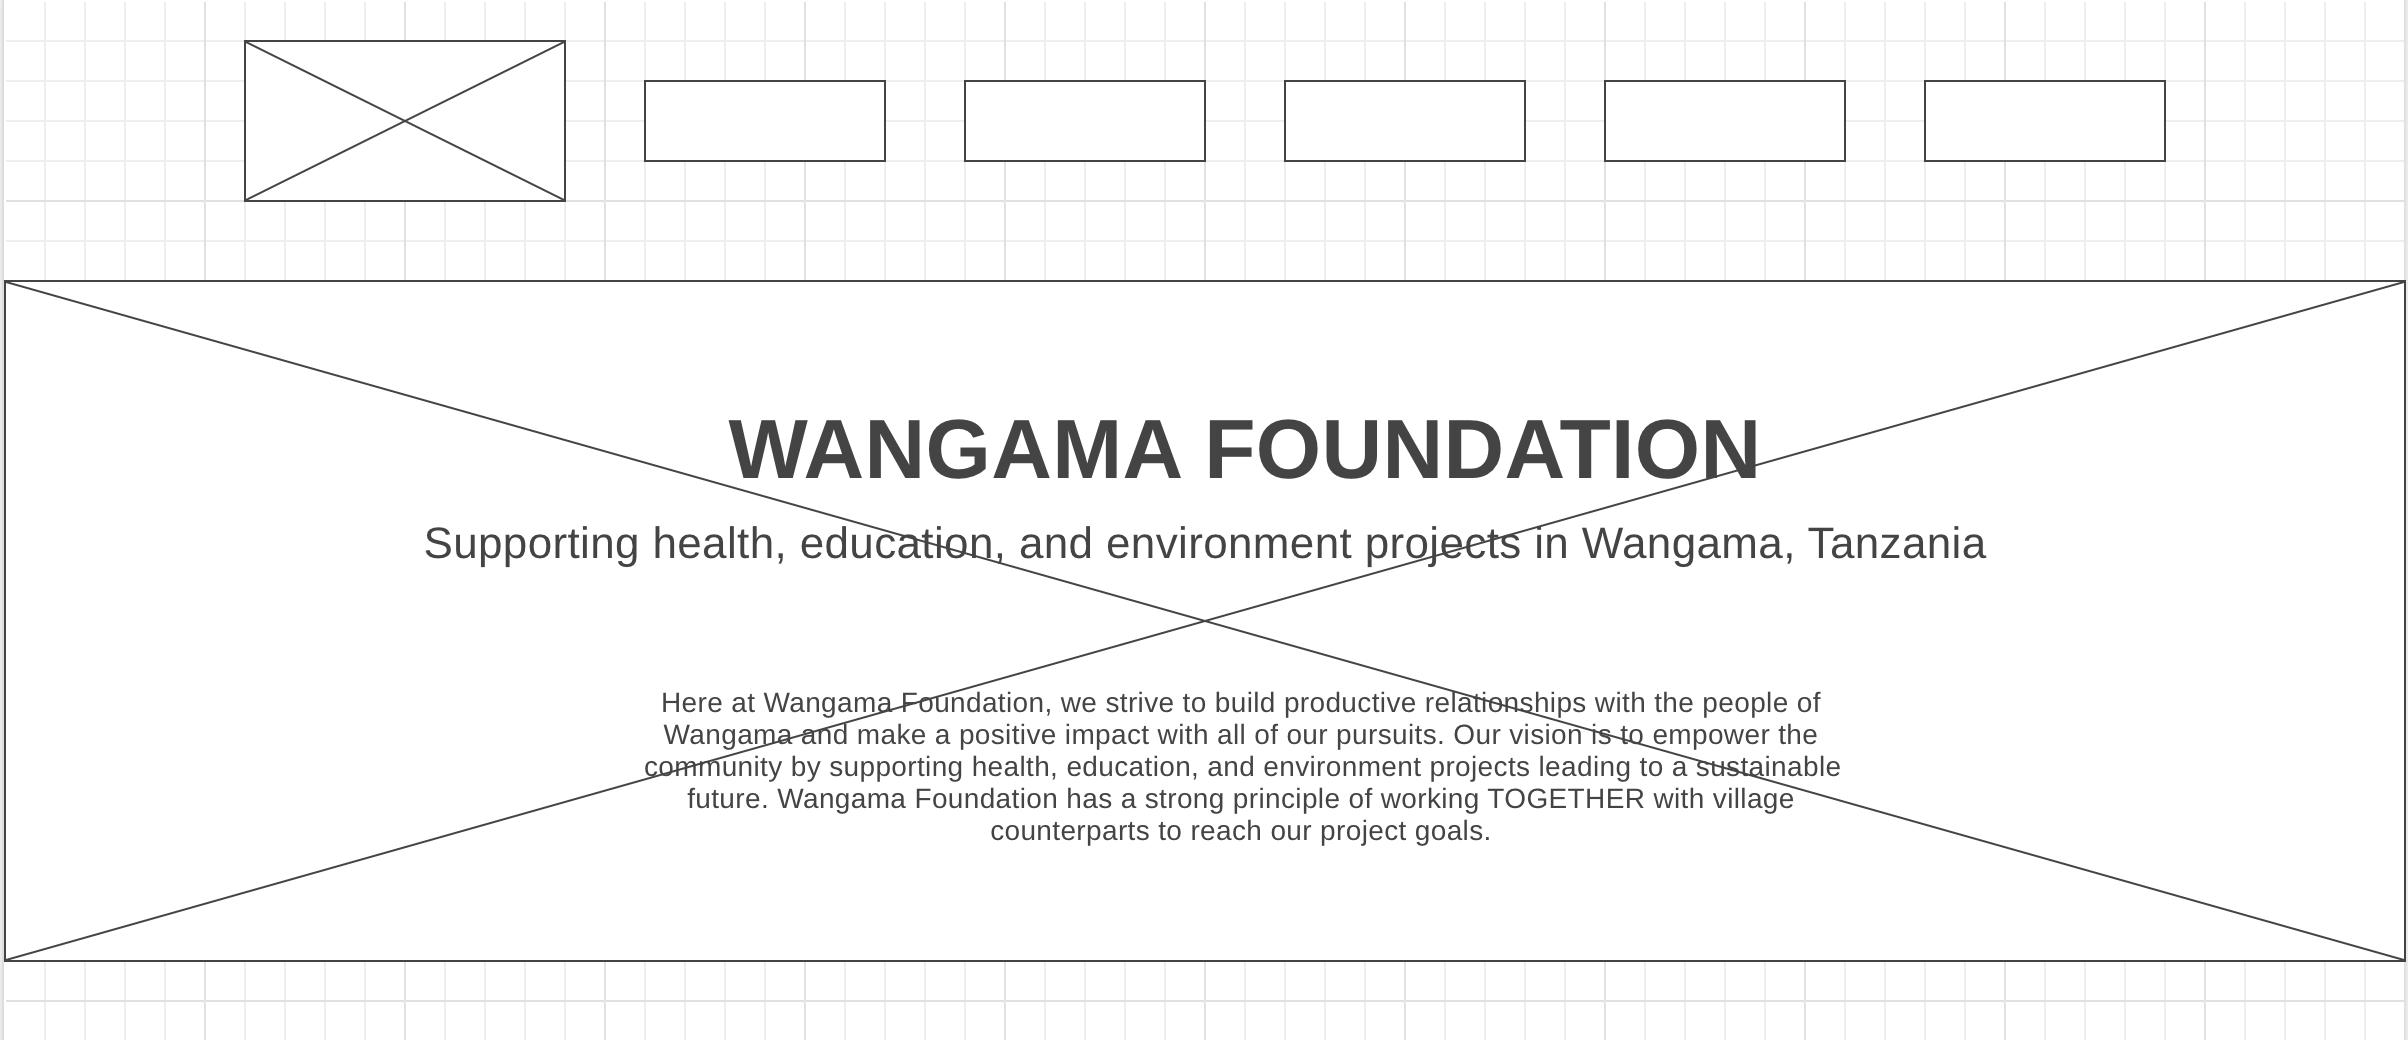 WANGAMA FOUNDATION
Supporting health, education, and environment projects in Wangama, Tanzania
Here at Wangama Foundation, we strive to build productive relationships with the people of
Wangama and make a positive impact with all of our pursuits. Our vision is to empower the
community by supporting health, education, and environment projects leading to a sustainable
future. Wangama Foundation has a strong principle of working TOGETHER with village
counterparts to reach our project goals.